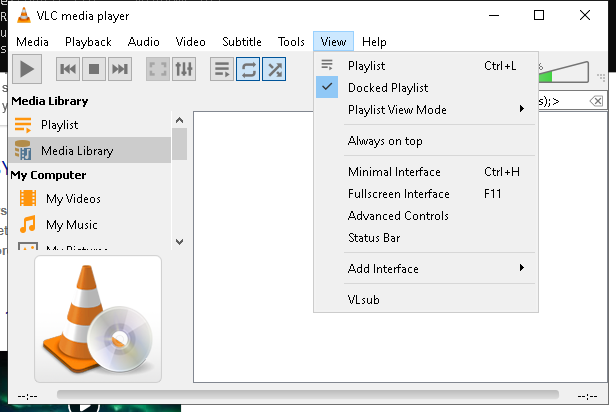 VLC media player
Media Playback Audio Video Subtitle Tools View Help
Playlist Ctrl+L
Docked Playlist
Playlist View Mode
Always on top
Minimal Interface Ctrl+H
Fullscreen Interface F11
Advanced Controls
Status Bar
Add Interface
VLsub
%
s);>
Media Library
Playlist
Media Library
My Computer
My Videos
My Music
My Pictures
--:-- --:--